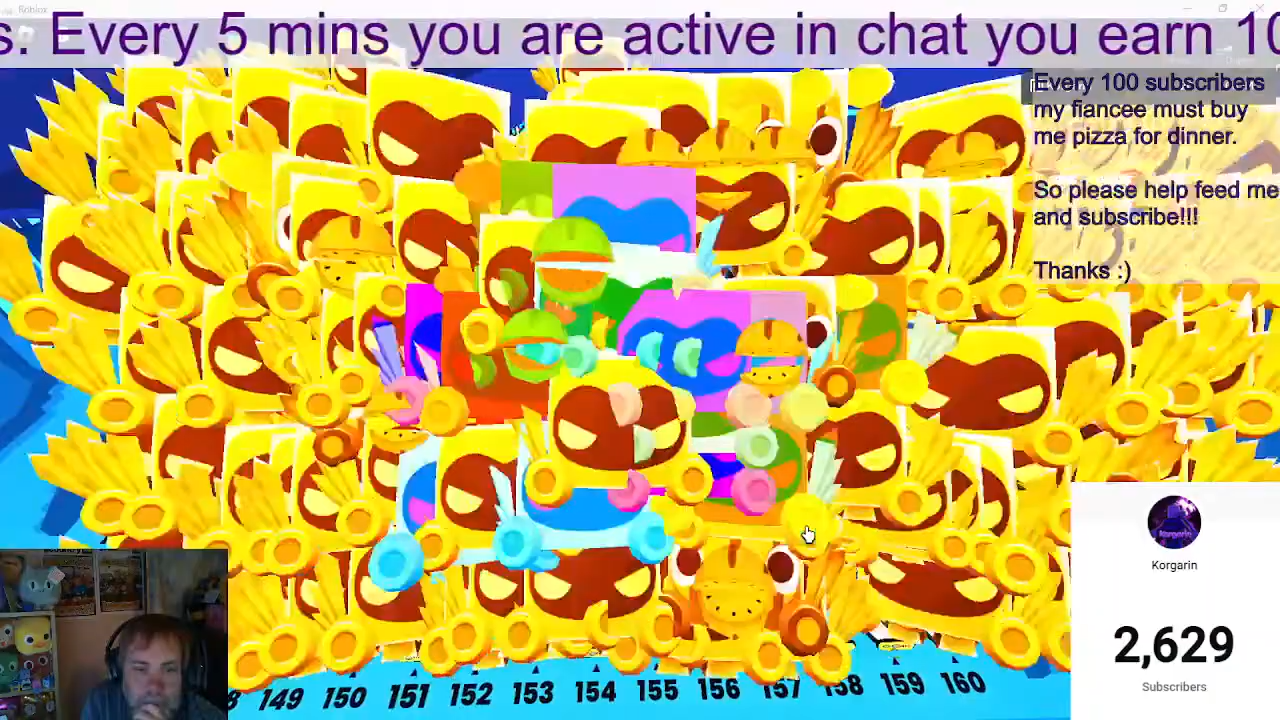 Roblox
s. Every 5 mins you are active in chat you earn 10
Every 100 subscribers
my fiancee must buy
me pizza for dinner.
So please help feed me
and subscribe!!!
Thanks :)
Korgarin
Korgarin
2,629
Subscribers
149 150 151 152 153 154 155 156 157 158 159 160